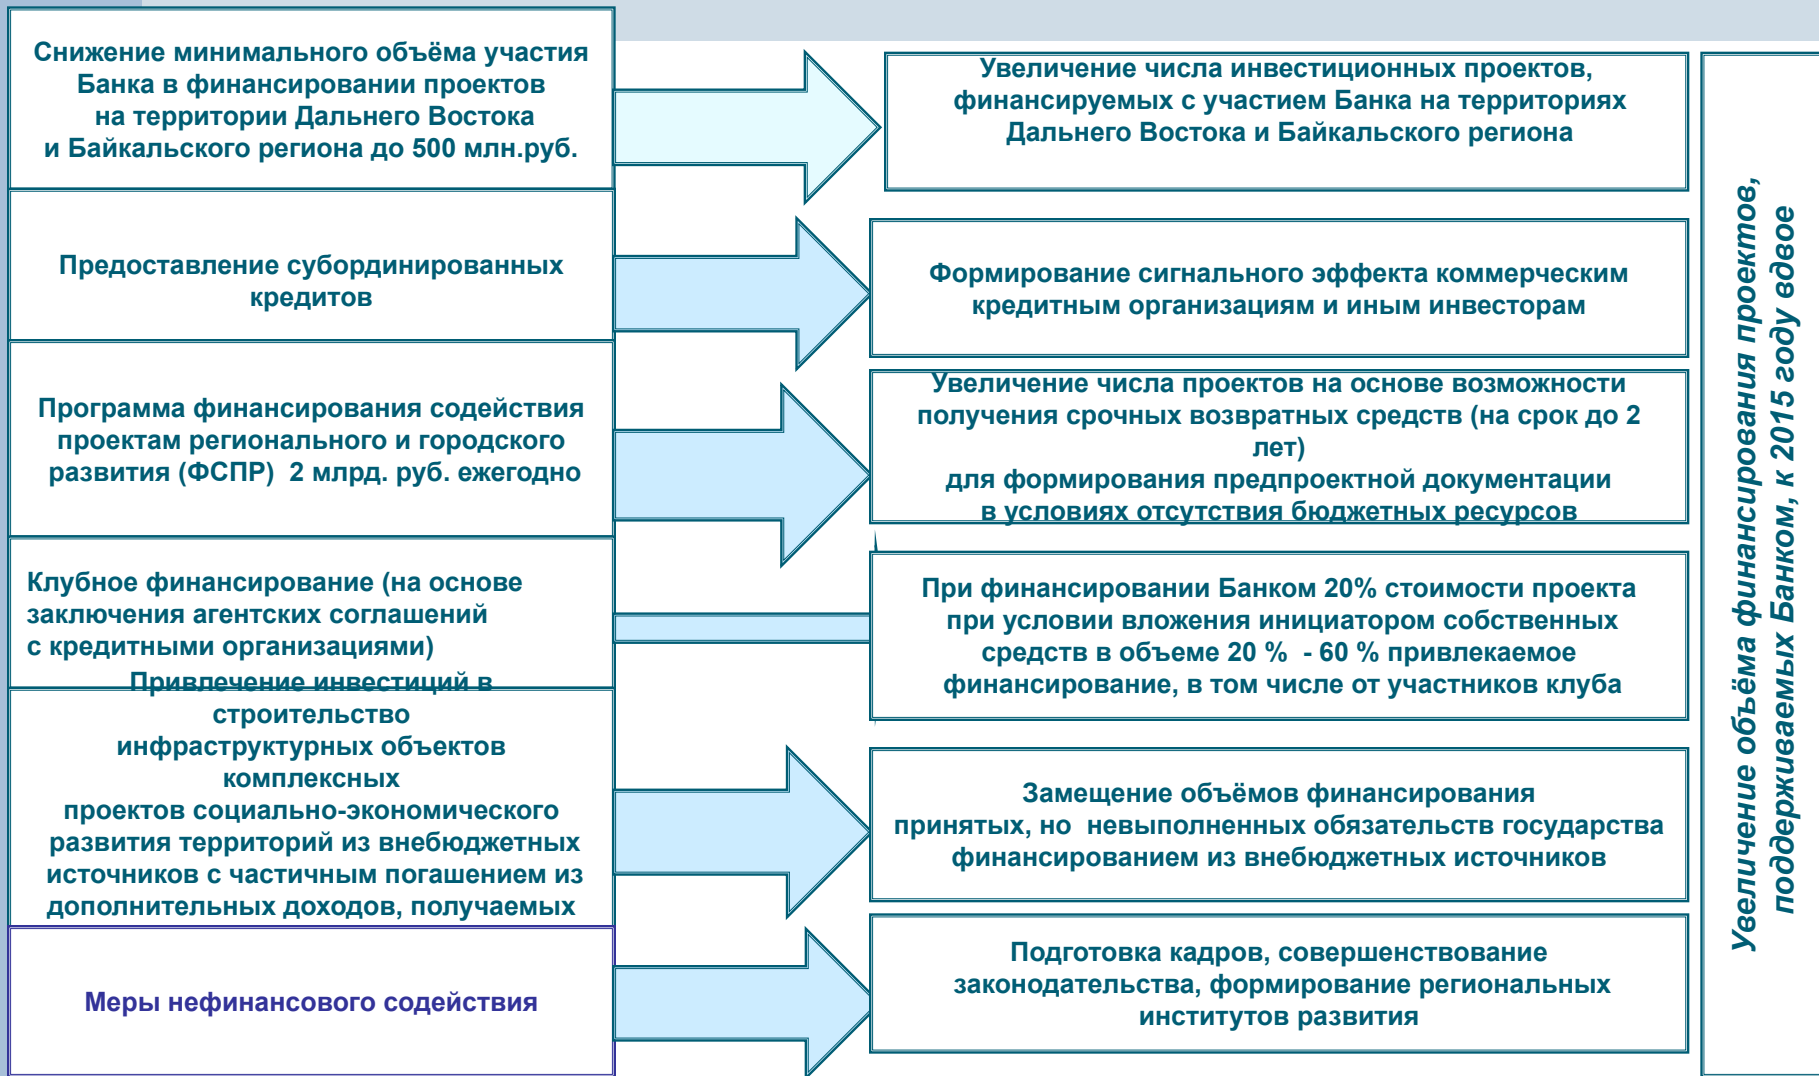 Снижение минимального объёма участия
Банка в финансировании проектов
на территории Дальнего Востока
и Байкальского региона до 500 млн.руб.
Увеличение числа инвестиционных проектов,
финансируемых с участием Банка на территориях
Дальнего Востока и Байкальского региона
Предоставление субординированных
кредитов
Формирование сигнального эффекта коммерческим
кредитным организациям и иным инвесторам
Программа финансирования содействия
проектам регионального и городского
развития (ФСПР)  2 млрд. руб. ежегодно
Увеличение числа проектов на основе возможности
получения срочных возвратных средств (на срок до 2
лет)
для формирования предпроектной документации
в условиях отсутствия бюджетных ресурсов
Клубное финансирование (на основе
заключения агентских соглашений
с кредитными организациями)
При финансировании Банком 20% стоимости проекта
при условии вложения инициатором собственных
средств в объеме 20 %  - 60 % привлекаемое
финансирование, в том числе от участников клуба
Привлечение инвестиций в
строительство
инфраструктурных объектов
комплексных
проектов социально-экономического
развития территорий из внебюджетных
источников с частичным погашением из
дополнительных доходов, получаемых
Замещение объёмов финансирования
принятых, но  невыполненных обязательств государства
финансированием из внебюджетных источников
Меры нефинансового содействия
Подготовка кадров, совершенствование
законодательства, формирование региональных
институтов развития
Увеличение объёма финансирования проектов,
поддерживаемых Банком, к 2015 году вдвое